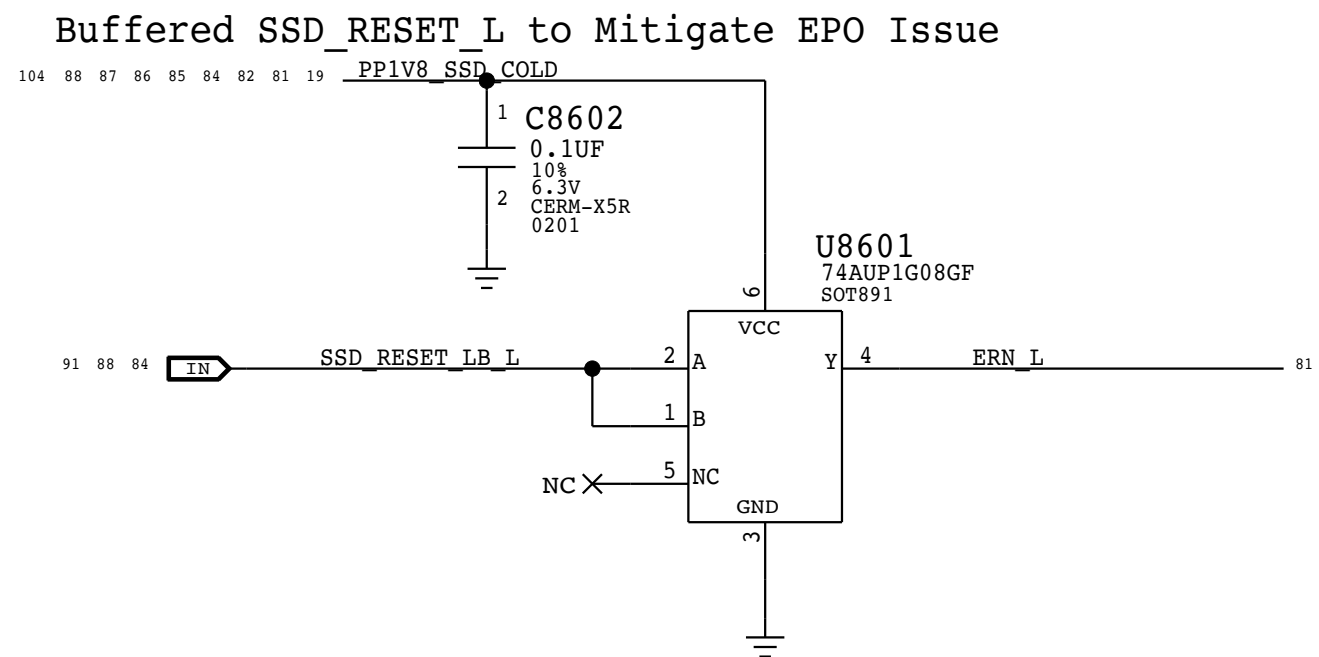 Buffered SSD_RESET_L to Mitigate EPO Issue
104 88 87 86 85 84 82 81 19 PP1V8_SSD_COLD
1 C8602
0.1UF
10%
6.3V
2 CERM-X5R
0201
U8601
74AUP1G08GF
SOT891
6
VCC
91 88 84 IN SSD_RESET_LB_L 2 A Y 4 ERN_L 81
1 B
NC 5 NC
GND
3